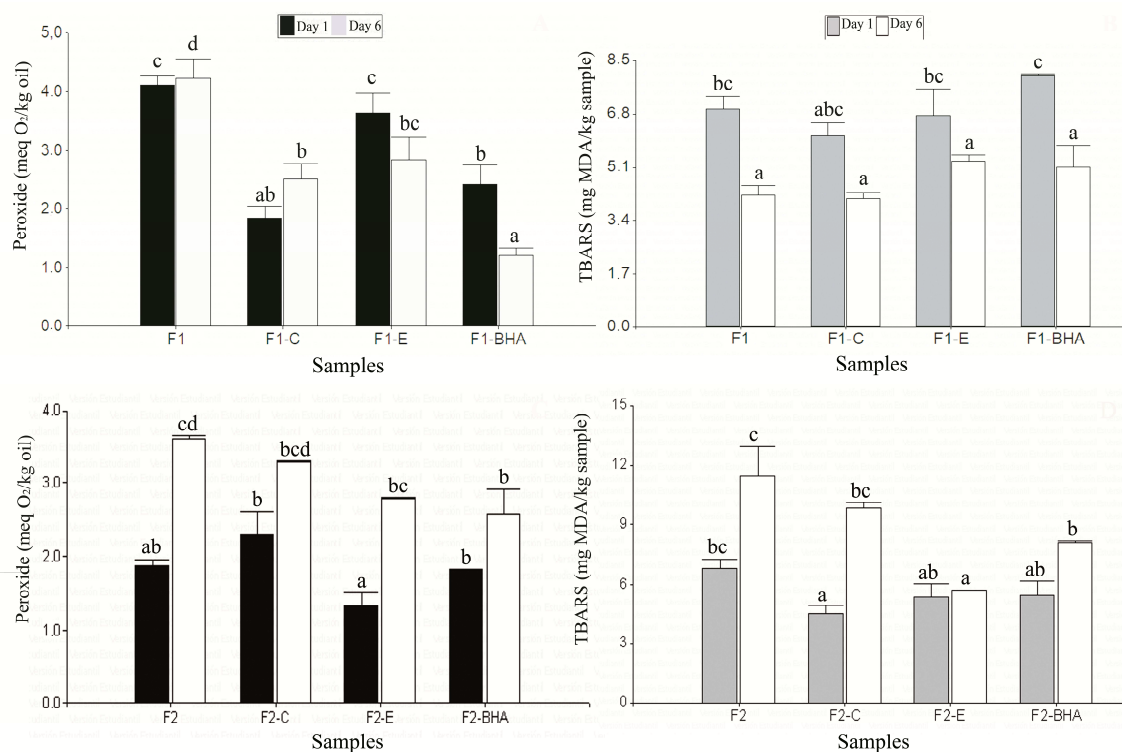 Day 1 Day 6
A
5,0
4.0
3.0
2.0
1.0
0.0
Peroxide (meq O₂/kg oil)
c d
ab b
c bc
b a
F1 F1-C F1-E F1-BHA
Samples
Day 1 Day 6
B
8.5
6.8
5.1
3.4
1.7
0.0
TBARS (mg MDA/kg sample)
bc a
abc a
bc a
c a
F1 F1-C F1-E F1-BHA
Samples
4.0
3.0
2.0
1.0
0.0
Peroxide (meq O₂/kg oil)
ab cd
b bcd
a bc
b b
F2 F2-C F2-E F2-BHA
Samples
D
15
12
9
6
3
0
TBARS (mg MDA/kg sample)
bc c
a bc
ab a
ab b
F2 F2-C F2-E F2-BHA
Samples